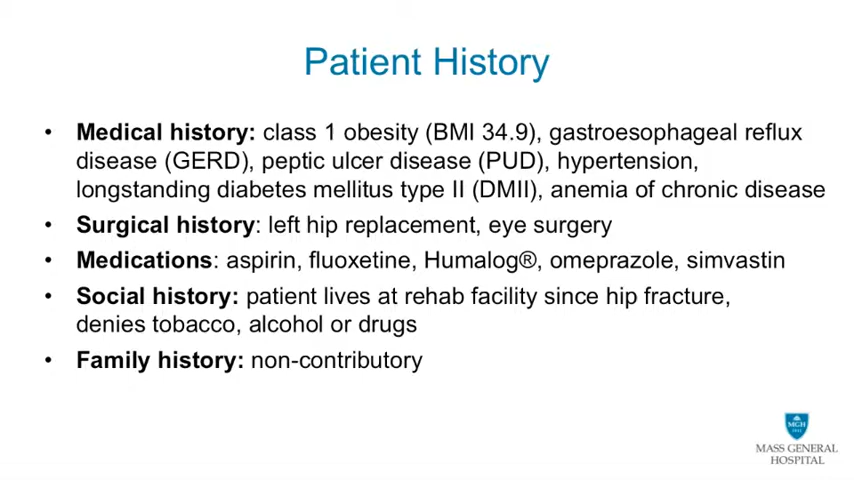 Patient History
• Medical history: class 1 obesity (BMI 34.9), gastroesophageal reflux
disease (GERD), peptic ulcer disease (PUD), hypertension,
longstanding diabetes mellitus type II (DMII), anemia of chronic disease
• Surgical history: left hip replacement, eye surgery
• Medications: aspirin, fluoxetine, Humalog®, omeprazole, simvastin
• Social history: patient lives at rehab facility since hip fracture,
denies tobacco, alcohol or drugs
• Family history: non-contributory
MGH
1811
MASS GENERAL
HOSPITAL